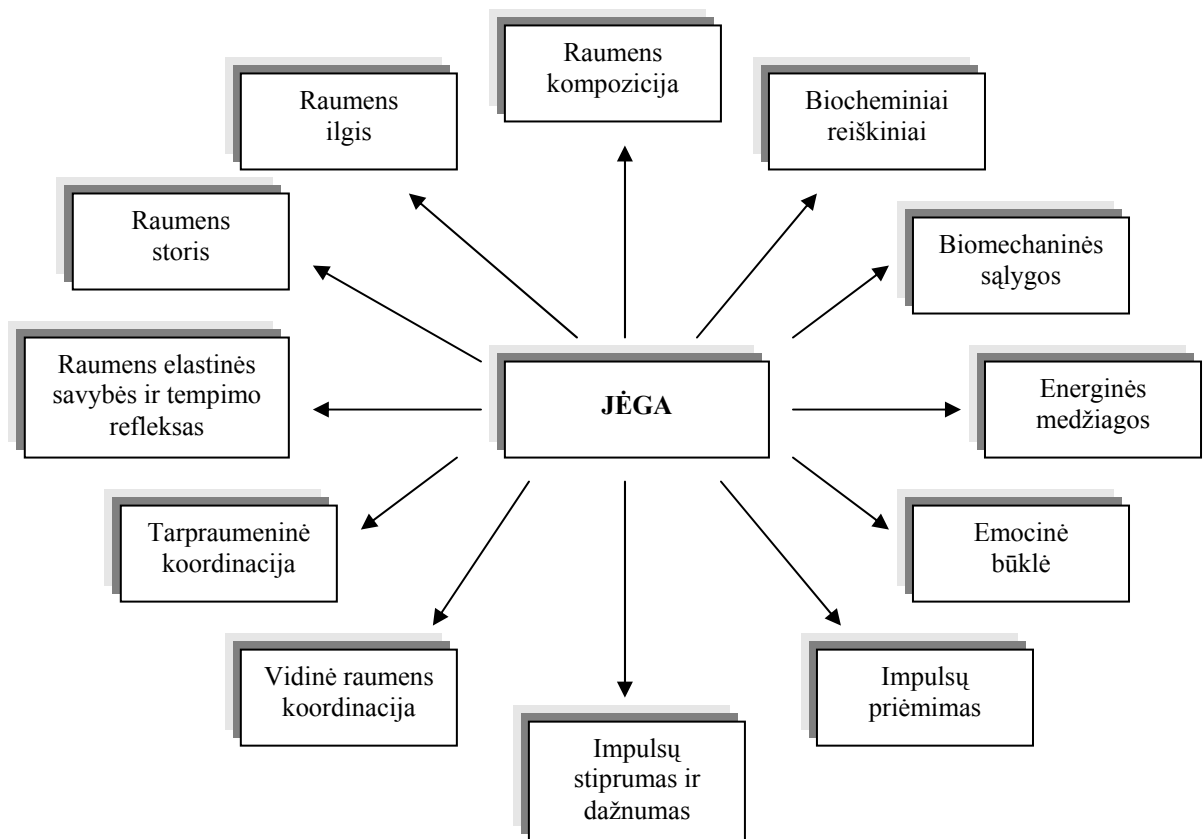 Raumens
kompozicija
Raumens
ilgis
Biocheminiai
reiškiniai
Raumens
storis
Biomechaninės
sąlygos
Raumens elastinės
savybės ir tempimo
refleksas
JĖGA
Energinės
medžiagos
Tarpraumeninė
koordinacija
Emocinė
būklė
Vidinė raumens
koordinacija
Impulsų
priėmimas
Impulsų
stiprumas ir
dažnumas